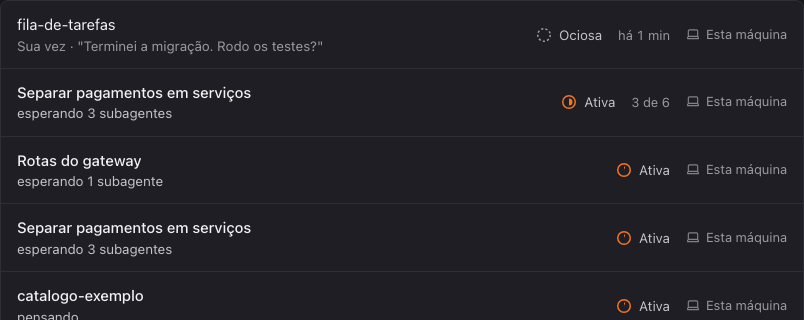 fila-de-tarefas
Sua vez · "Terminei a migração. Rodo os testes?"
Ociosa há 1 min Esta máquina
Separar pagamentos em serviços
esperando 3 subagentes
Ativa 3 de 6 Esta máquina
Rotas do gateway
esperando 1 subagente
Ativa Esta máquina
Separar pagamentos em serviços
esperando 3 subagentes
Ativa Esta máquina
catalogo-exemplo
pensando
Ativa Esta máquina